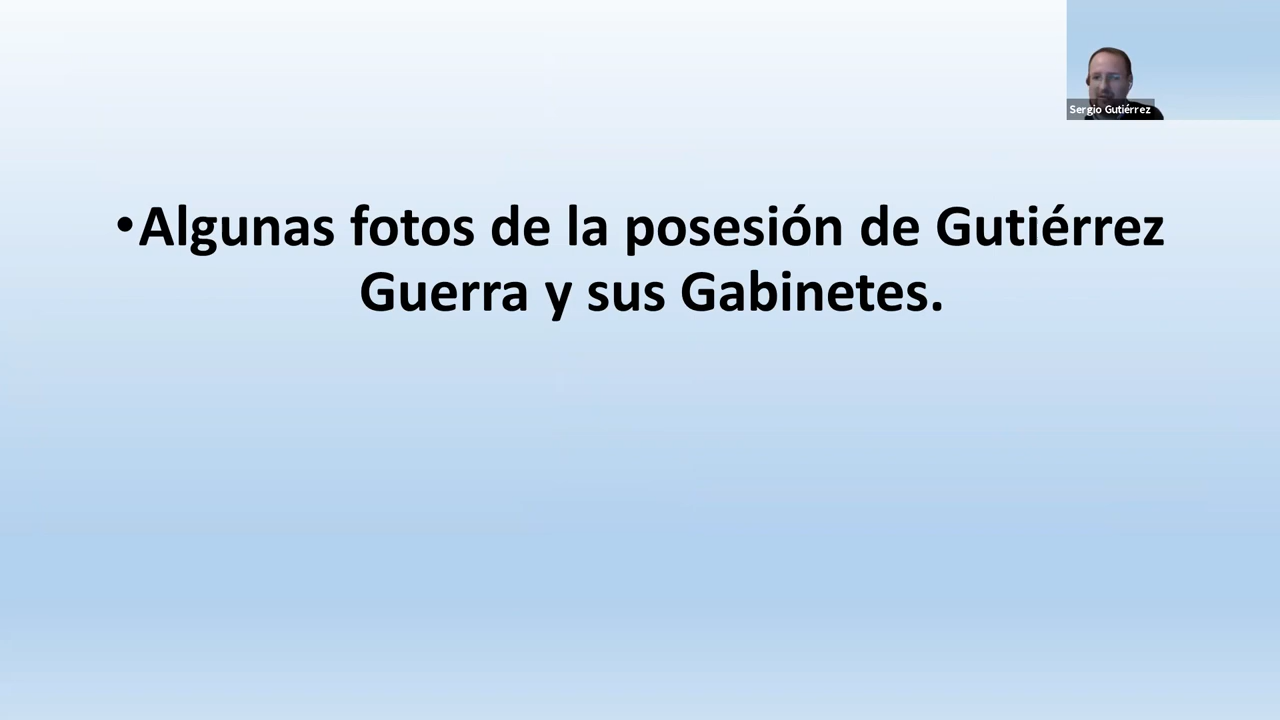 Sergio Gutiérrez
•Algunas fotos de la posesión de Gutiérrez
Guerra y sus Gabinetes.